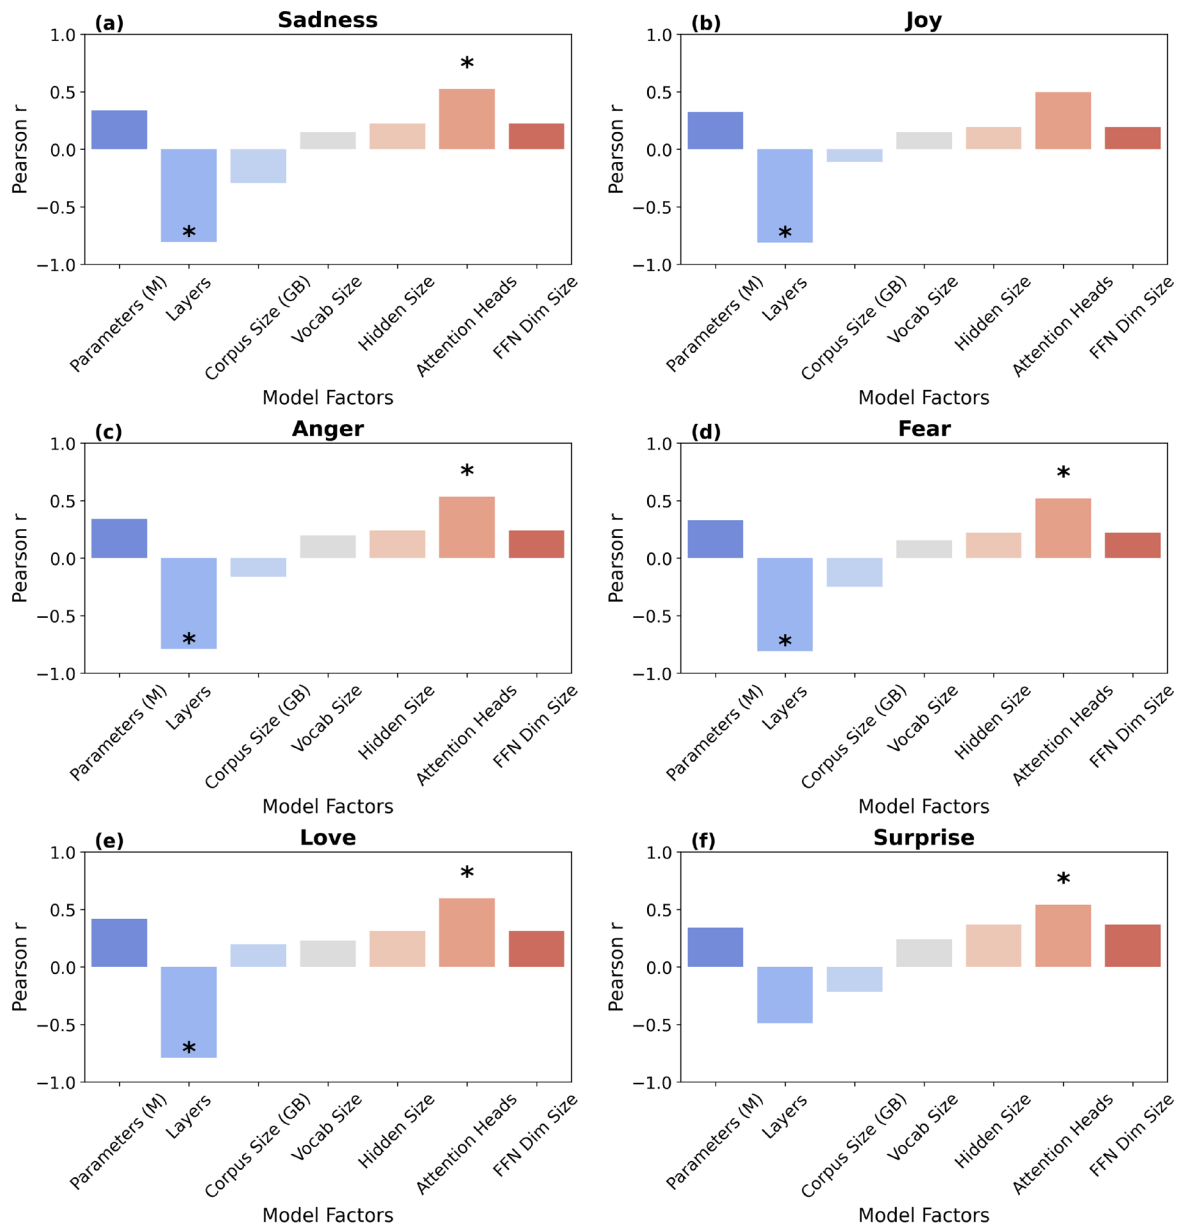 (a) Sadness
1.0
0.5
0.0
−0.5
−1.0
Pearson r
*
*
Parameters (M)
Layers
Corpus Size (GB)
Vocab Size
Hidden Size
Attention Heads
FFN Dim Size
Model Factors
(b) Joy
1.0
0.5
0.0
−0.5
−1.0
Pearson r
*
Parameters (M)
Layers
Corpus Size (GB)
Vocab Size
Hidden Size
Attention Heads
FFN Dim Size
Model Factors
(c) Anger
1.0
0.5
0.0
−0.5
−1.0
Pearson r
*
*
Parameters (M)
Layers
Corpus Size (GB)
Vocab Size
Hidden Size
Attention Heads
FFN Dim Size
Model Factors
(d) Fear
1.0
0.5
0.0
−0.5
−1.0
Pearson r
*
*
Parameters (M)
Layers
Corpus Size (GB)
Vocab Size
Hidden Size
Attention Heads
FFN Dim Size
Model Factors
(e) Love
1.0
0.5
0.0
−0.5
−1.0
Pearson r
*
*
Parameters (M)
Layers
Corpus Size (GB)
Vocab Size
Hidden Size
Attention Heads
FFN Dim Size
Model Factors
(f) Surprise
1.0
0.5
0.0
−0.5
−1.0
Pearson r
*
Parameters (M)
Layers
Corpus Size (GB)
Vocab Size
Hidden Size
Attention Heads
FFN Dim Size
Model Factors